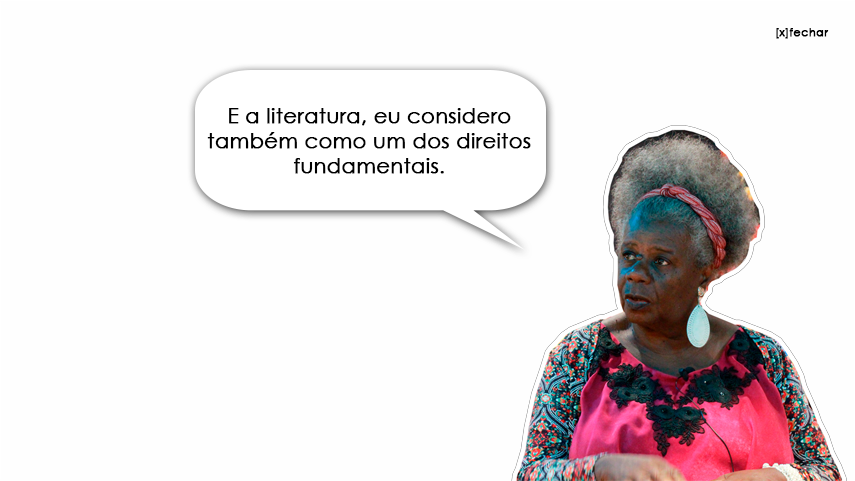 [x]fechar
E a literatura, eu considero
também como um dos direitos
fundamentais.